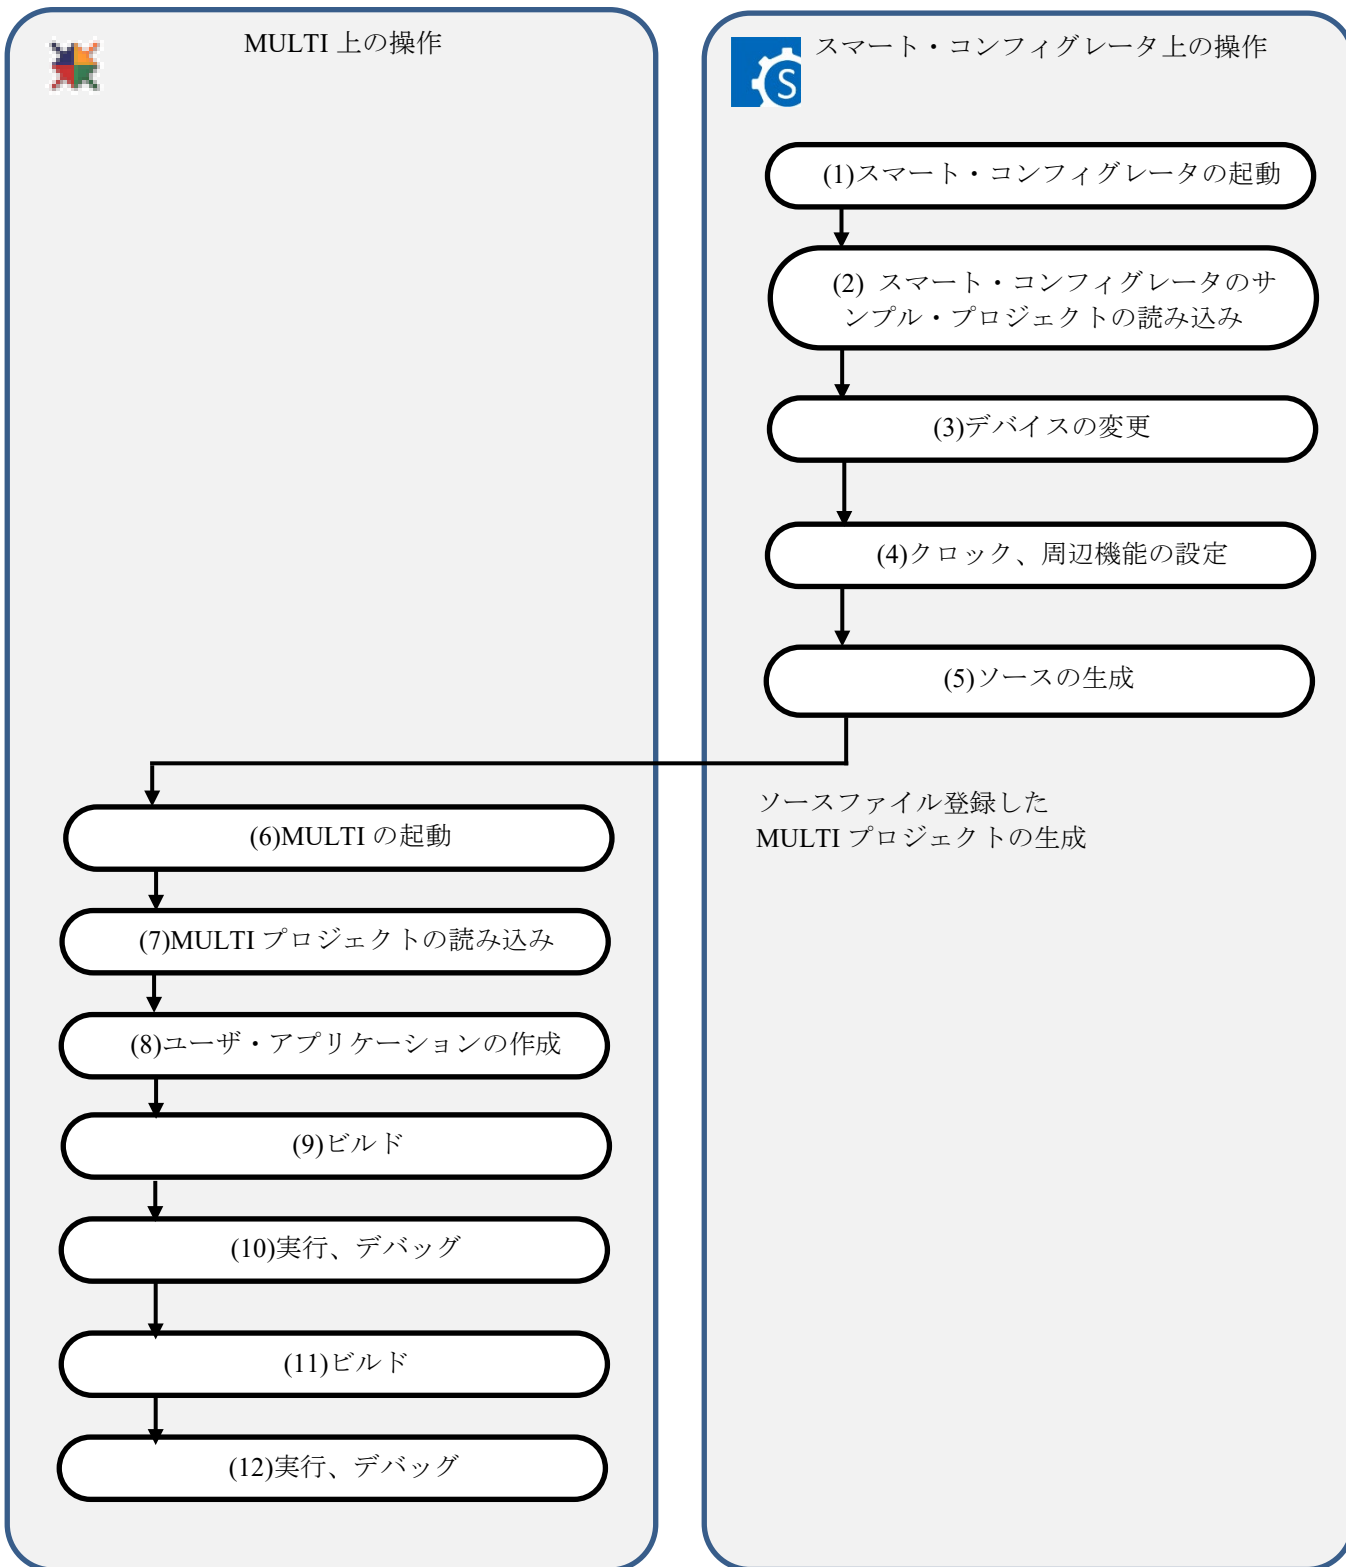 MULTI 上の操作
スマート・コンフィグレータ上の操作
S
(1)スマート・コンフィグレータの起動
(2) スマート・コンフィグレータのサ
ンプル・プロジェクトの読み込み
(3)デバイスの変更
(4)クロック、周辺機能の設定
(5)ソースの生成
ソースファイル登録した
MULTI プロジェクトの生成
(6)MULTI の起動
(7)MULTI プロジェクトの読み込み
(8)ユーザ・アプリケーションの作成
(9)ビルド
(10)実行、デバッグ
(11)ビルド
(12)実行、デバッグ